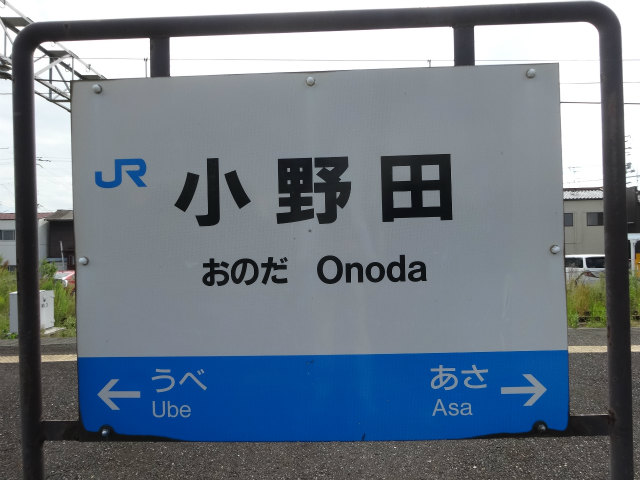 JR 小野田
おのだ Onoda
← うべ あさ →
Ube Asa